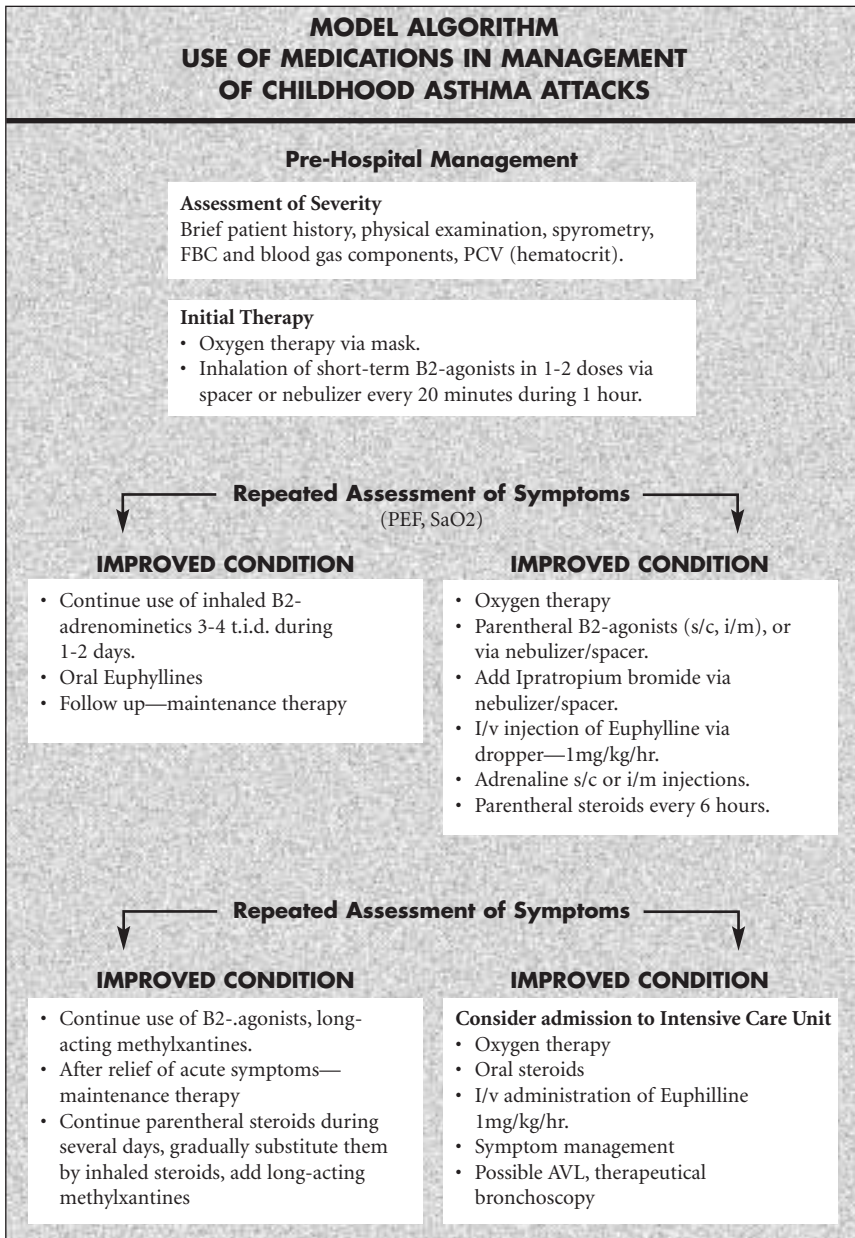 MODEL ALGORITHM
USE OF MEDICATIONS IN MANAGEMENT
OF CHILDHOOD ASTHMA ATTACKS
Pre-Hospital Management
Assessment of Severity
Brief patient history, physical examination, spyrometry,
FBC and blood gas components, PCV (hematocrit).
Initial Therapy
• Oxygen therapy via mask.
• Inhalation of short-term B2-agonists in 1-2 doses via
spacer or nebulizer every 20 minutes during 1 hour.
Repeated Assessment of Symptoms
(PEF, SaO2)
IMPROVED CONDITION
• Continue use of inhaled B2-
adrenominetics 3-4 t.i.d. during
1-2 days.
• Oral Euphyllines
• Follow up—maintenance therapy
IMPROVED CONDITION
• Oxygen therapy
• Parentheral B2-agonists (s/c, i/m), or
via nebulizer/spacer.
• Add Ipratropium bromide via
nebulizer/spacer.
• I/v injection of Euphylline via
dropper—1mg/kg/hr.
• Adrenaline s/c or i/m injections.
• Parentheral steroids every 6 hours.
Repeated Assessment of Symptoms
IMPROVED CONDITION
• Continue use of B2-.agonists, long-
acting methylxantines.
• After relief of acute symptoms—
maintenance therapy
• Continue parentheral steroids during
several days, gradually substitute them
by inhaled steroids, add long-acting
methylxantines
IMPROVED CONDITION
Consider admission to Intensive Care Unit
• Oxygen therapy
• Oral steroids
• I/v administration of Euphilline
1mg/kg/hr.
• Symptom management
• Possible AVL, therapeutical
bronchoscopy